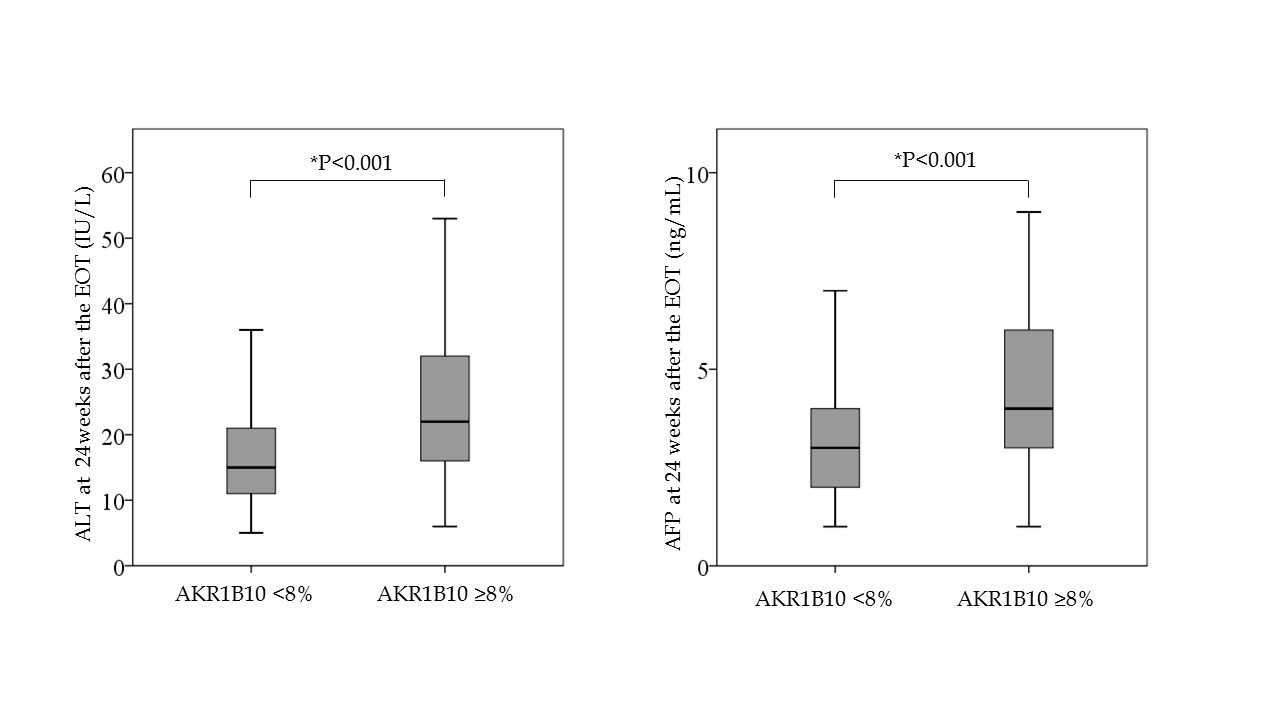 *P<0.001
60
50
40
30
20
10
0
ALT at 24weeks after the EOT (IU/L)
AKR1B10 <8%
AKR1B10 ≥8%
*P<0.001
10
5
0
AFP at 24 weeks after the EOT (ng/mL)
AKR1B10 <8%
AKR1B10 ≥8%